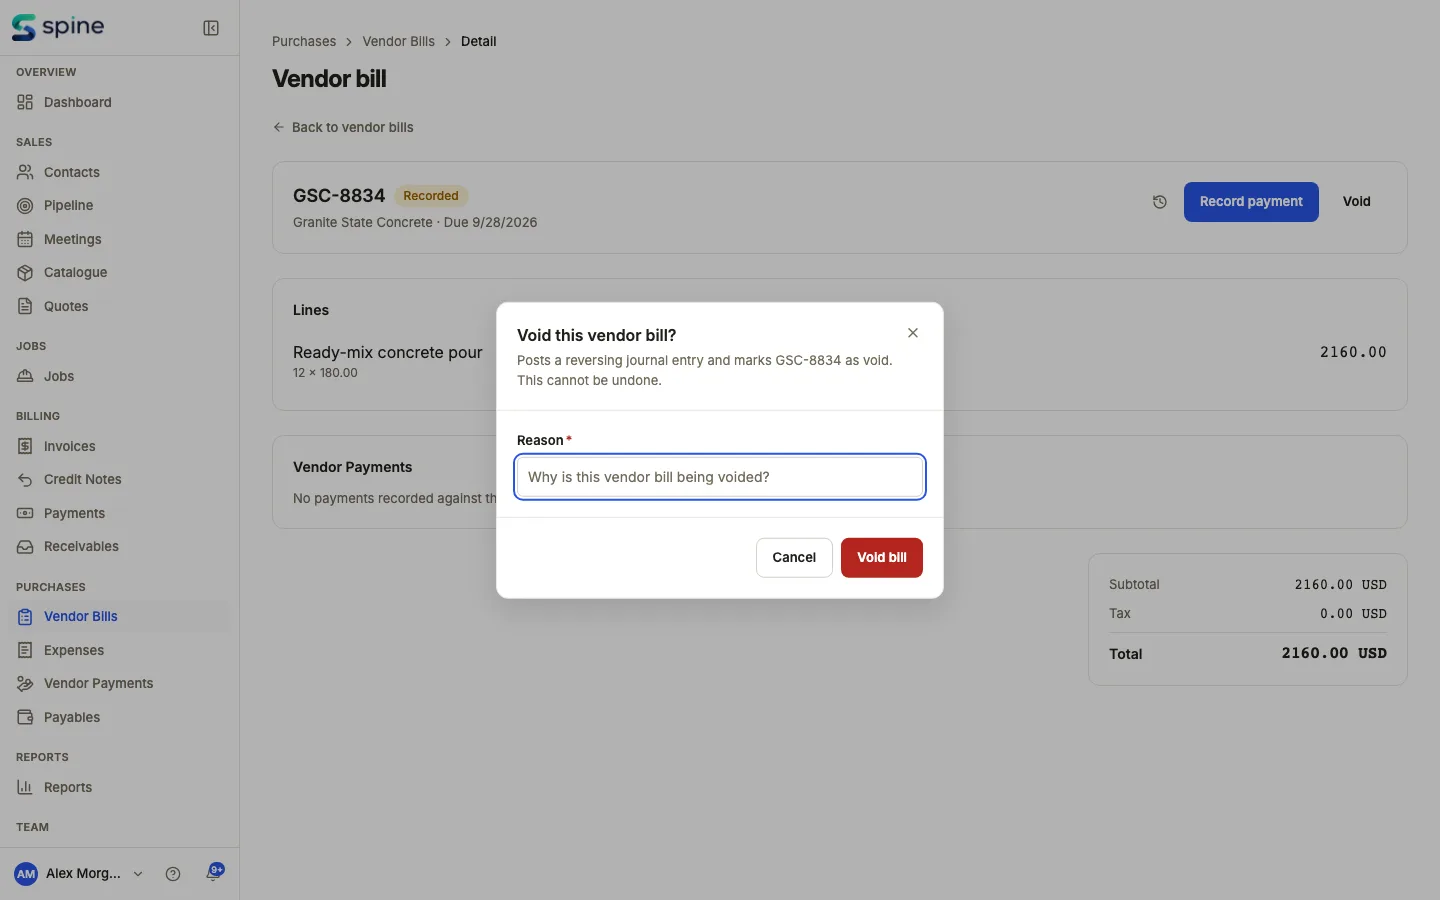 spine
OVERVIEW
Dashboard
SALES
Contacts
Pipeline
Meetings
Catalogue
Quotes
JOBS
Jobs
BILLING
Invoices
Credit Notes
Payments
Receivables
PURCHASES
Vendor Bills
Expenses
Vendor Payments
Payables
REPORTS
Reports
TEAM
AM Alex Morg... 9+
Purchases > Vendor Bills > Detail
Vendor bill
← Back to vendor bills
GSC-8834 Recorded
Granite State Concrete · Due 9/28/2026
Record payment Void
Lines
Ready-mix concrete pour 2160.00
12 × 180.00
Vendor Payments
No payments recorded against th
Void this vendor bill?
Posts a reversing journal entry and marks GSC-8834 as void.
This cannot be undone.
Reason *
Why is this vendor bill being voided?
Cancel Void bill
Subtotal 2160.00 USD
Tax 0.00 USD
Total 2160.00 USD